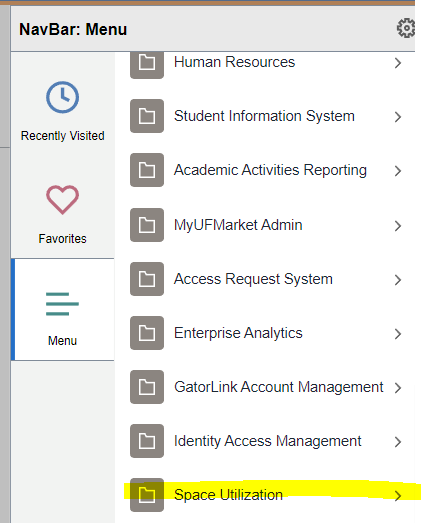 NavBar: Menu
Recently Visited
Favorites
Menu
Human Resources
Student Information System
Academic Activities Reporting
MyUFMarket Admin
Access Request System
Enterprise Analytics
GatorLink Account Management
Identity Access Management
Space Utilization